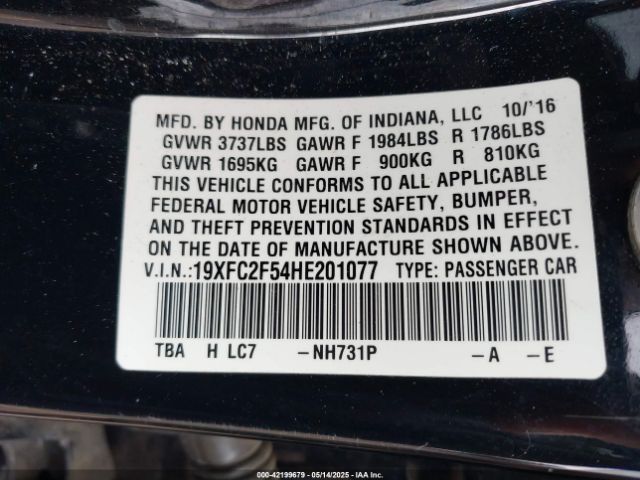 MFD. BY HONDA MFG. OF INDIANA, LLC 10/'16
GVWR 3737LBS GAWR F 1984LBS R 1786LBS
GVWR 1695KG GAWR F 900KG R 810KG
THIS VEHICLE CONFORMS TO ALL APPLICABLE
FEDERAL MOTOR VEHICLE SAFETY, BUMPER,
AND THEFT PREVENTION STANDARDS IN EFFECT
ON THE DATE OF MANUFACTURE SHOWN ABOVE.
V.I.N.:19XFC2F54HE201077 TYPE: PASSENGER CAR
TBA H LC7 -NH731P -A -E
000-42199679 - 05/14/2025 - IAA Inc.